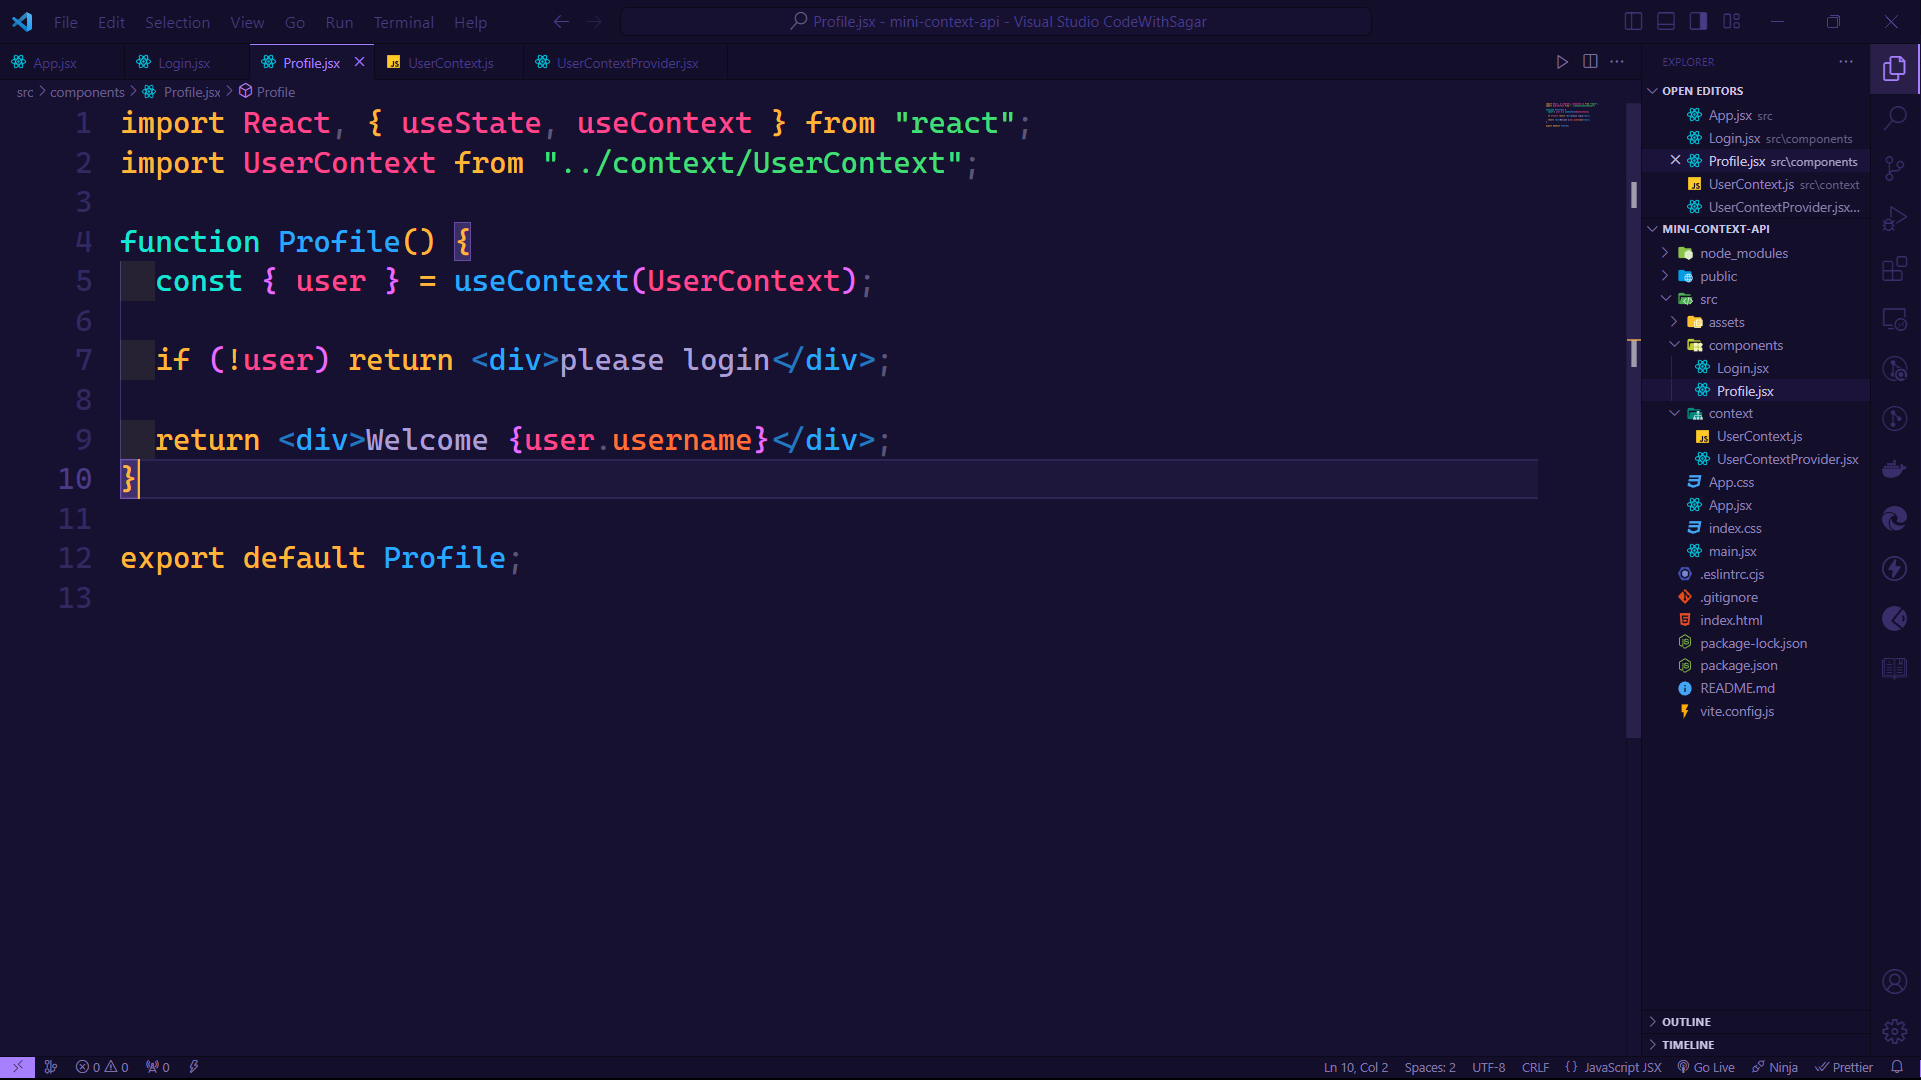 File Edit Selection View Go Run Terminal Help
Profile.jsx - mini-context-api - Visual Studio CodeWithSagar
App.jsx Login.jsx Profile.jsx UserContext.js UserContextProvider.jsx
src > components > Profile.jsx > Profile
1 import React, { useState, useContext } from "react";
2 import UserContext from "../context/UserContext";
3
4 function Profile() {
5 const { user } = useContext(UserContext);
6
7 if (!user) return <div>please login</div>;
8
9 return <div>Welcome {user.username}</div>;
10 }
11
12 export default Profile;
13
EXPLORER
OPEN EDITORS
App.jsx src
Login.jsx src\components
Profile.jsx src\components
UserContext.js src\context
UserContextProvider.jsx...
MINI-CONTEXT-API
node_modules
public
src
assets
components
Login.jsx
Profile.jsx
context
UserContext.js
UserContextProvider.jsx
App.css
App.jsx
index.css
main.jsx
.eslintrc.cjs
.gitignore
index.html
package-lock.json
package.json
README.md
vite.config.js
OUTLINE
TIMELINE
0 0 0 Ln 10, Col 2 Spaces: 2 UTF-8 CRLF {} JavaScript JSX Go Live Ninja Prettier